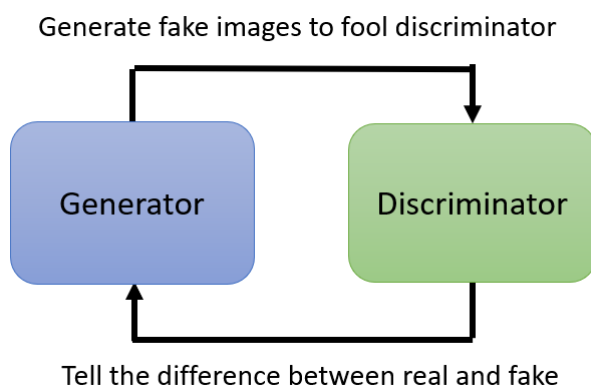 Generate fake images to fool discriminator
Generator
Discriminator
Tell the difference between real and fake